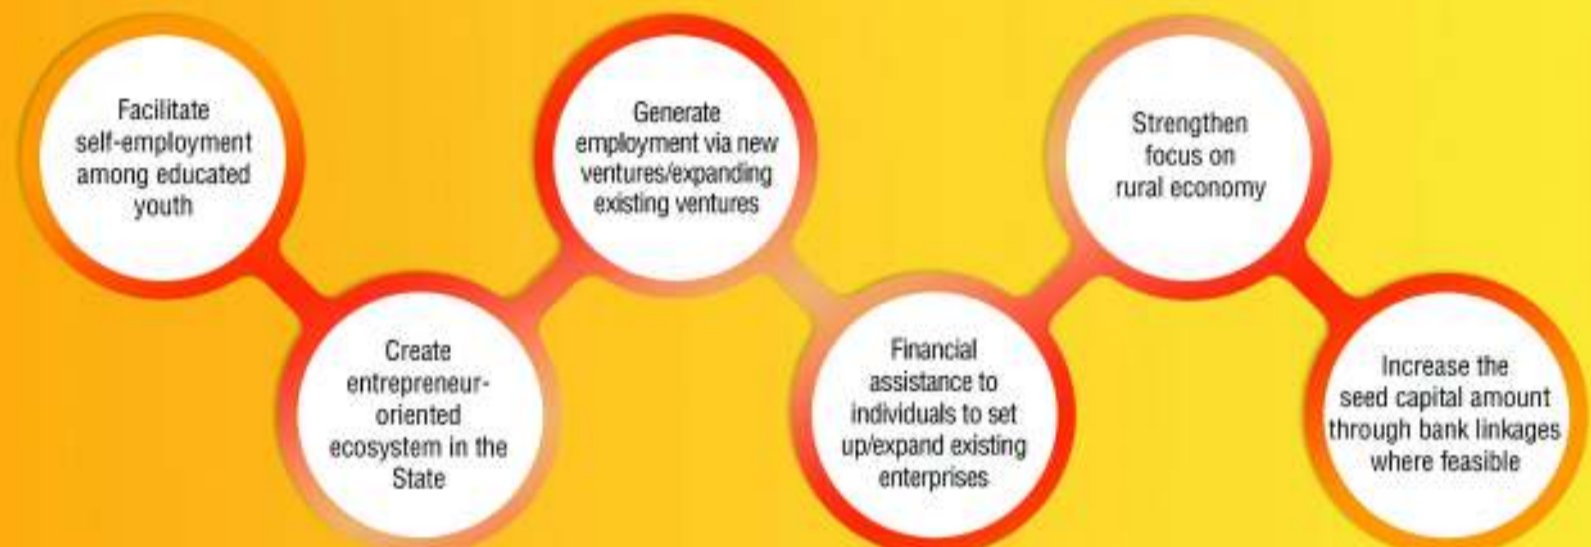 Facilitate
self-employment
among educated
youth
Create
entrepreneur-
oriented
ecosystem in the
State
Generate
employment via new
ventures/expanding
existing ventures
Financial
assistance to
individuals to set
up/expand existing
enterprises
Strengthen
focus on
rural economy
Increase the
seed capital amount
through bank linkages
where feasible